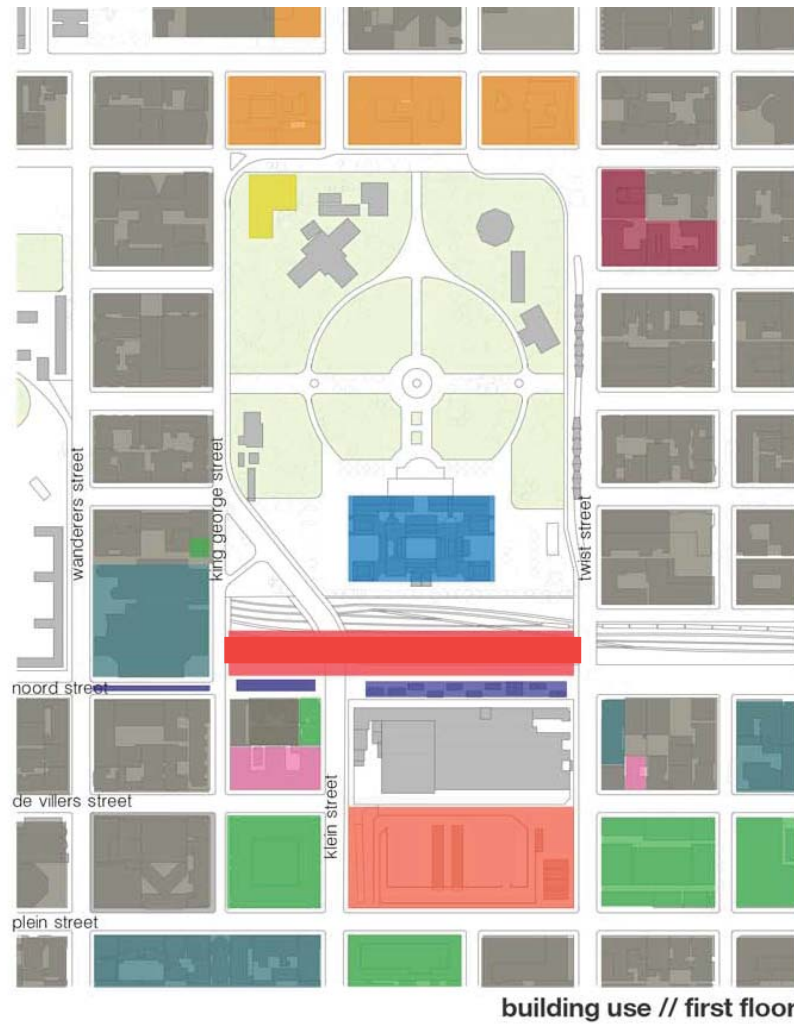 wanderers street
king george street
twist street
noord street
klein street
de villers street
plein street
building use // first floor